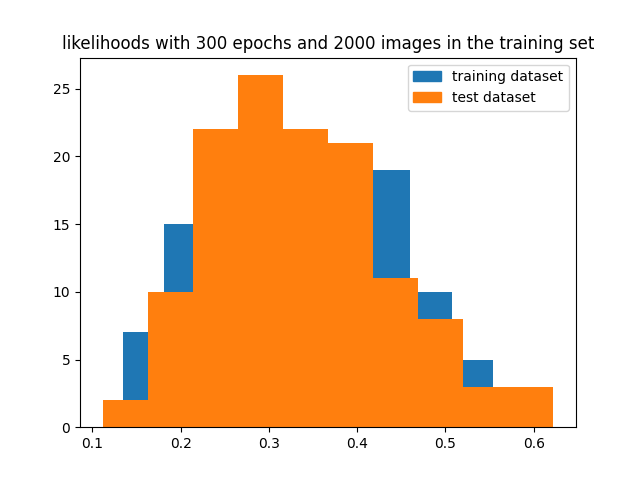 likelihoods with 300 epochs and 2000 images in the training set
training dataset
test dataset
25
20
15
10
5
0
0.1 0.2 0.3 0.4 0.5 0.6